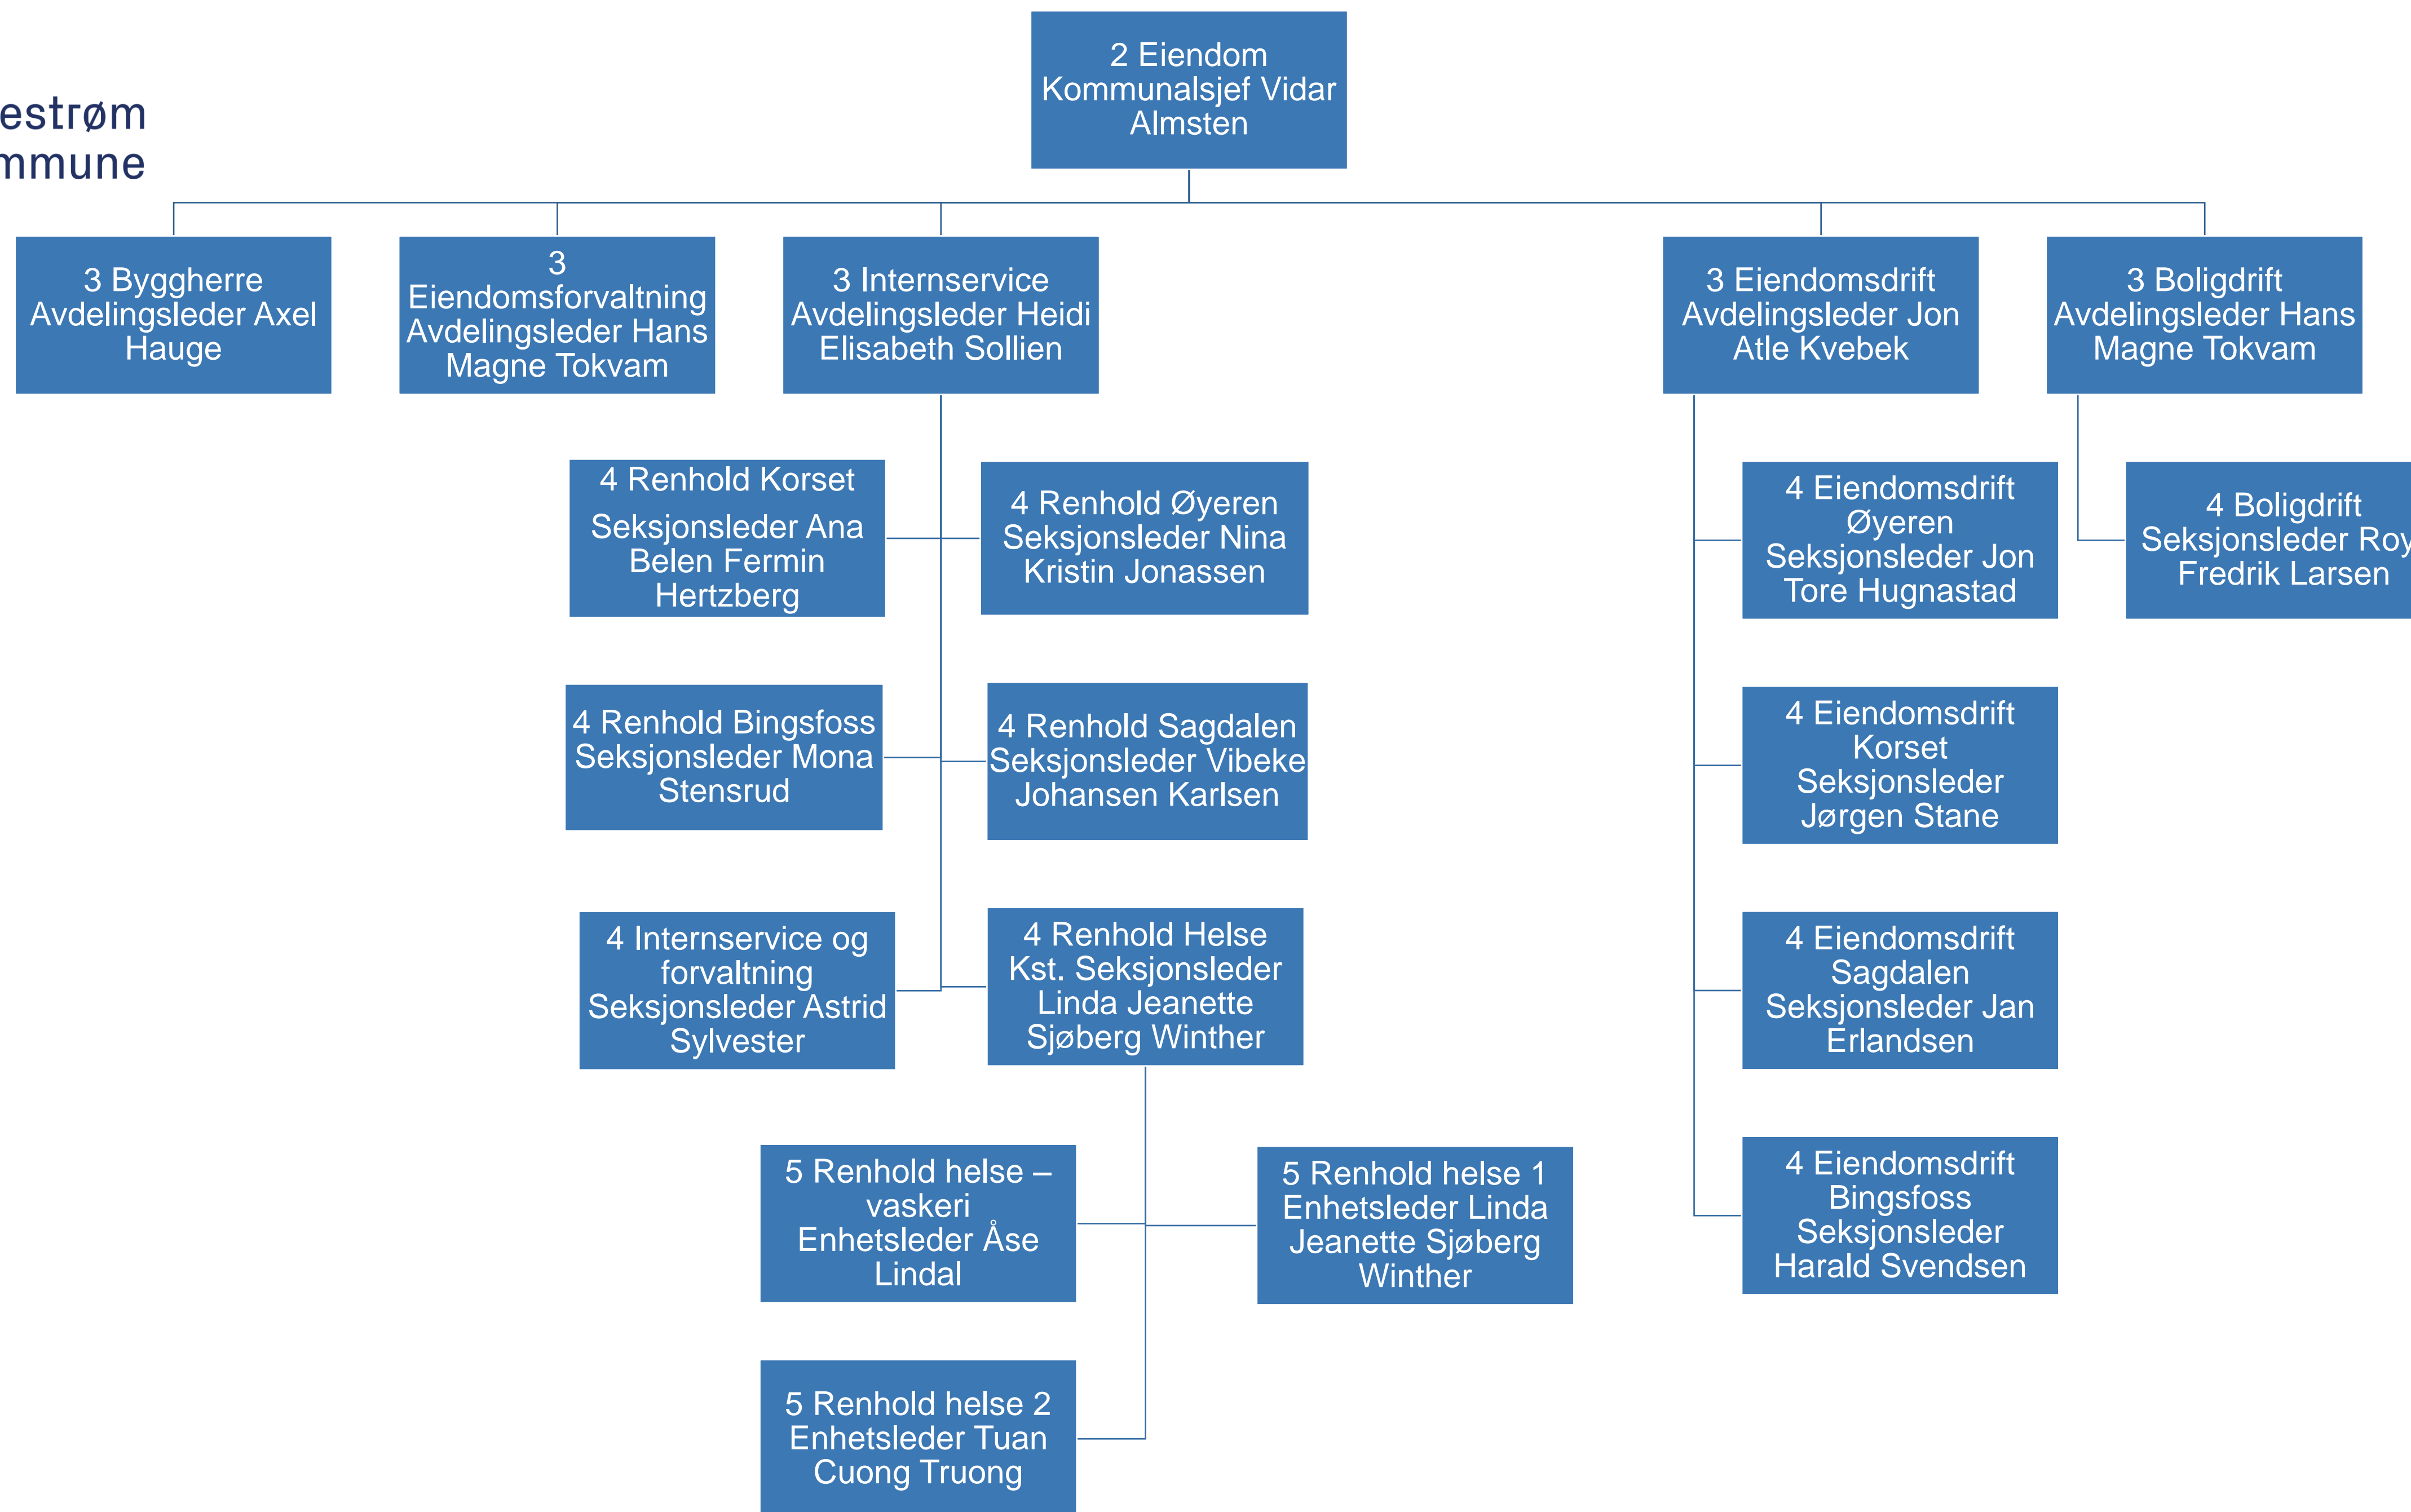 estrøm
mmune
2 Eiendom
Kommunalsjef Vidar
Almsten
3 Byggherre
Avdelingsleder Axel
Hauge
3
Eiendomsforvaltning
Avdelingsleder Hans
Magne Tokvam
3 Internservice
Avdelingsleder Heidi
Elisabeth Sollien
3 Eiendomsdrift
Avdelingsleder Jon
Atle Kvebek
3 Boligdrift
Avdelingsleder Hans
Magne Tokvam
4 Renhold Korset
Seksjonsleder Ana
Belen Fermin
Hertzberg
4 Renhold Øyeren
Seksjonsleder Nina
Kristin Jonassen
4 Eiendomsdrift
Øyeren
Seksjonsleder Jon
Tore Hugnastad
4 Boligdrift
Seksjonsleder Roy
Fredrik Larsen
4 Renhold Bingsfoss
Seksjonsleder Mona
Stensrud
4 Renhold Sagdalen
Seksjonsleder Vibeke
Johansen Karlsen
4 Eiendomsdrift
Korset
Seksjonsleder
Jørgen Stane
4 Internservice og
forvaltning
Seksjonsleder Astrid
Sylvester
4 Renhold Helse
Kst. Seksjonsleder
Linda Jeanette
Sjøberg Winther
4 Eiendomsdrift
Sagdalen
Seksjonsleder Jan
Erlandsen
5 Renhold helse –
vaskeri
Enhetsleder Åse
Lindal
5 Renhold helse 1
Enhetsleder Linda
Jeanette Sjøberg
Winther
4 Eiendomsdrift
Bingsfoss
Seksjonsleder
Harald Svendsen
5 Renhold helse 2
Enhetsleder Tuan
Cuong Truong